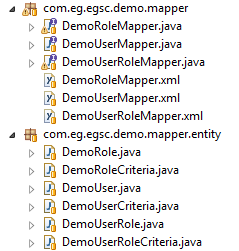 com.eg.egsc.demo.mapper
DemoRoleMapper.java
DemoUserMapper.java
DemoUserRoleMapper.java
DemoRoleMapper.xml
DemoUserMapper.xml
DemoUserRoleMapper.xml
com.eg.egsc.demo.mapper.entity
DemoRole.java
DemoRoleCriteria.java
DemoUser.java
DemoUserCriteria.java
DemoUserRole.java
DemoUserRoleCriteria.java